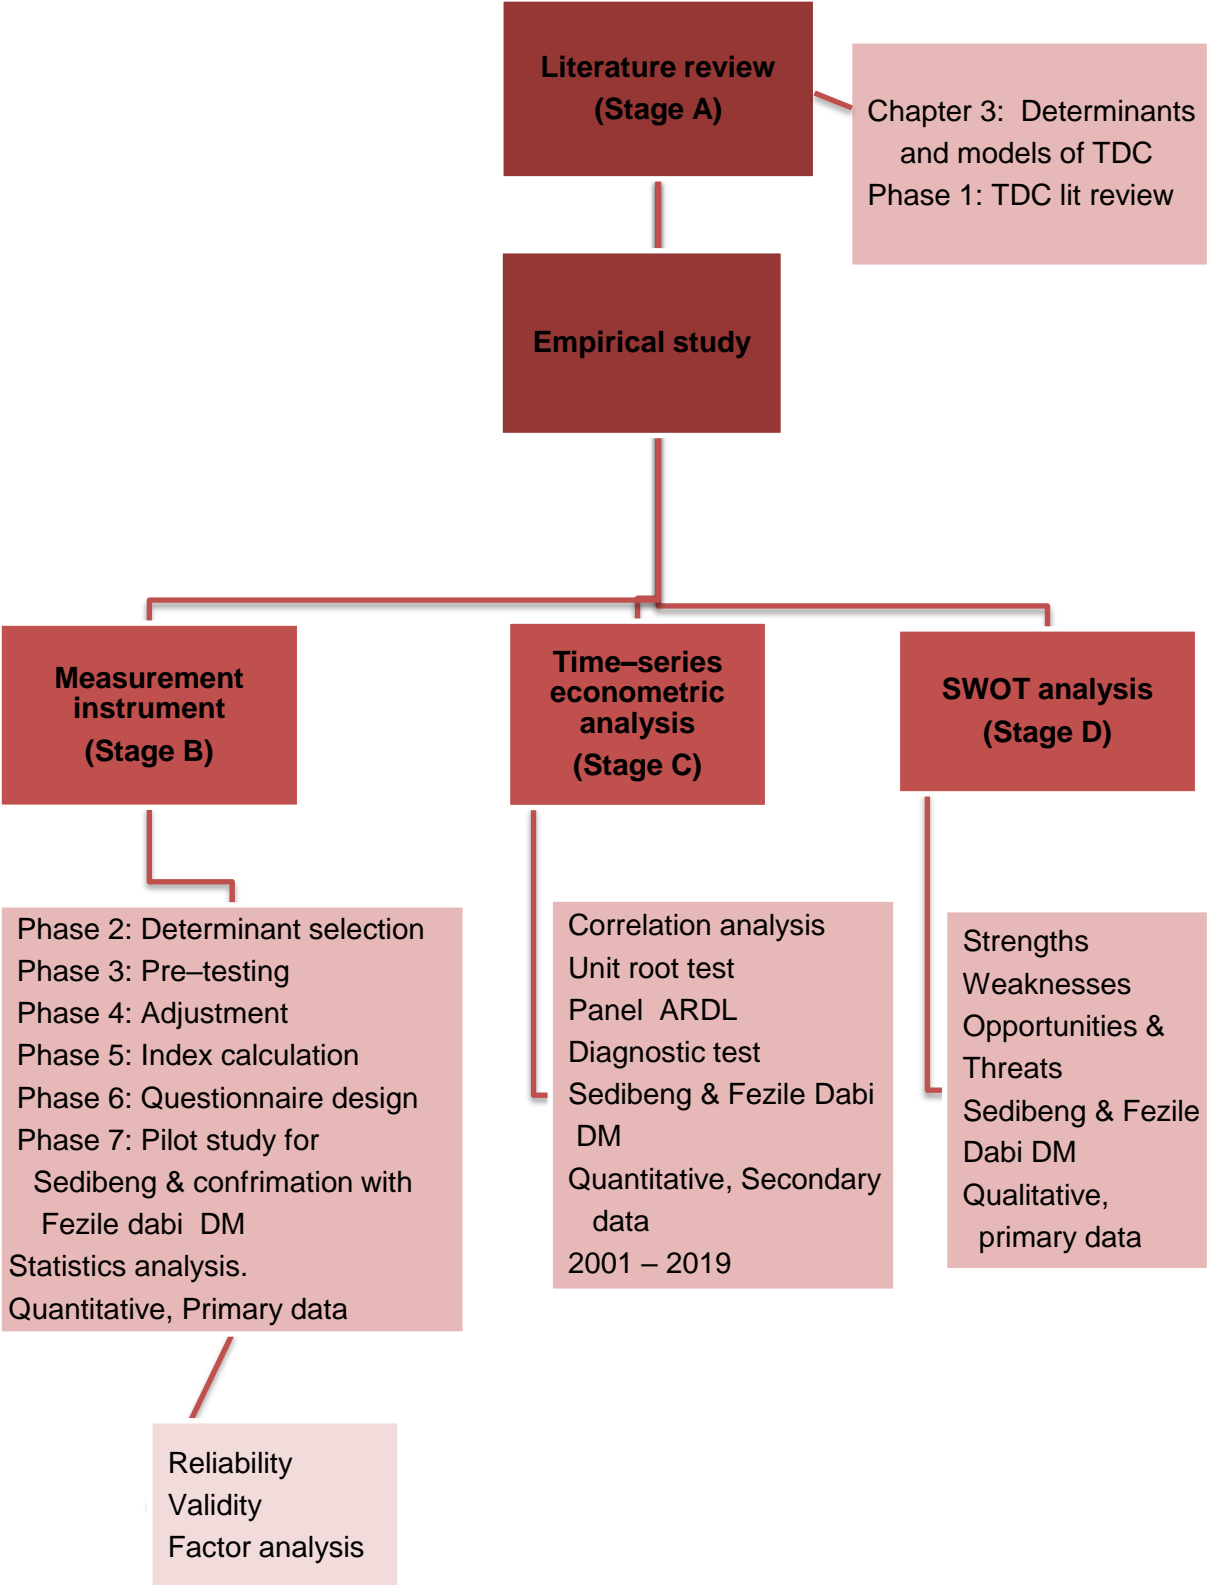 Literature review
(Stage A)
Chapter 3:  Determinants
and models of TDC
Phase 1: TDC lit review
Empirical study
Measurement
instrument
(Stage B)
Time–series
econometric
analysis
(Stage C)
SWOT analysis
(Stage D)
Phase 2: Determinant selection
Phase 3: Pre–testing
Phase 4: Adjustment
Phase 5: Index calculation
Phase 6: Questionnaire design
Phase 7: Pilot study for
Sedibeng & confrimation with
Fezile dabi  DM
Statistics analysis.
Quantitative, Primary data
Correlation analysis
Unit root test
Panel  ARDL
Diagnostic test
Sedibeng & Fezile Dabi
DM
Quantitative, Secondary
data
2001 – 2019
Strengths
Weaknesses
Opportunities &
Threats
Sedibeng & Fezile
Dabi DM
Qualitative,
primary data
Reliability
Validity
Factor analysis